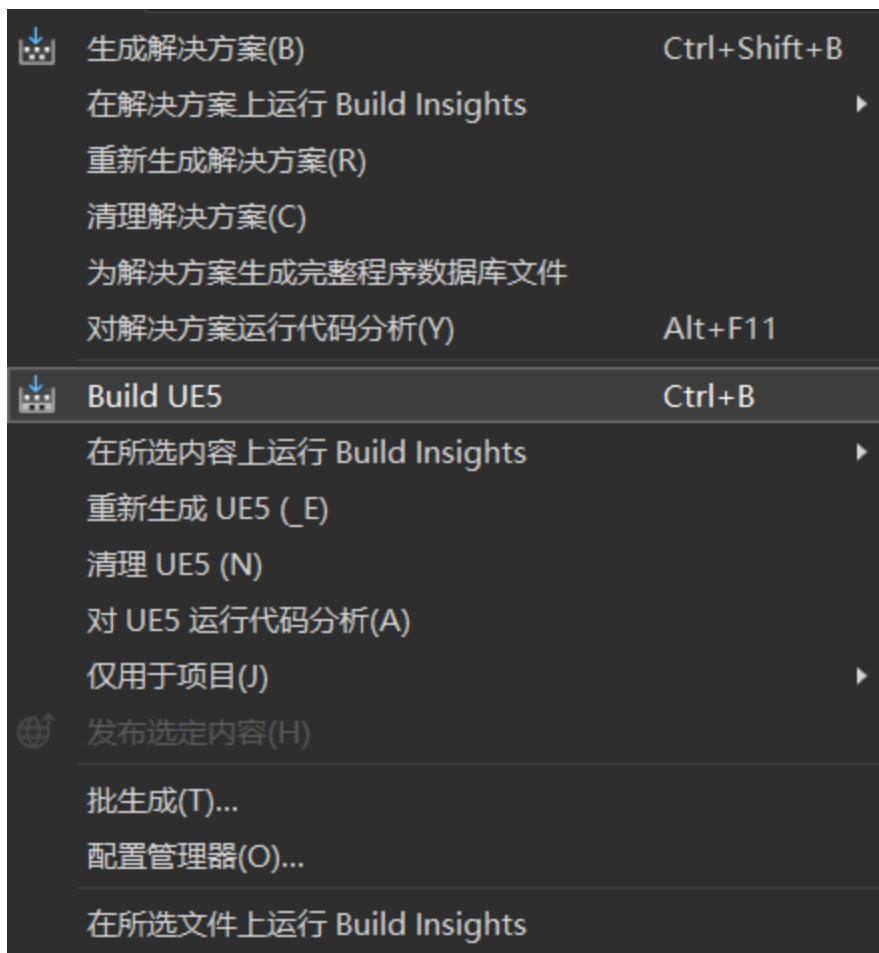 生成解决方案(B) Ctrl+Shift+B
在解决方案上运行 Build Insights
重新生成解决方案(R)
清理解决方案(C)
为解决方案生成完整程序数据库文件
对解决方案运行代码分析(Y) Alt+F11
Build UE5 Ctrl+B
在所选内容上运行 Build Insights
重新生成 UE5 (_E)
清理 UE5 (N)
对 UE5 运行代码分析(A)
仅用于项目(J)
发布选定内容(H)
批生成(T)...
配置管理器(O)...
在所选文件上运行 Build Insights